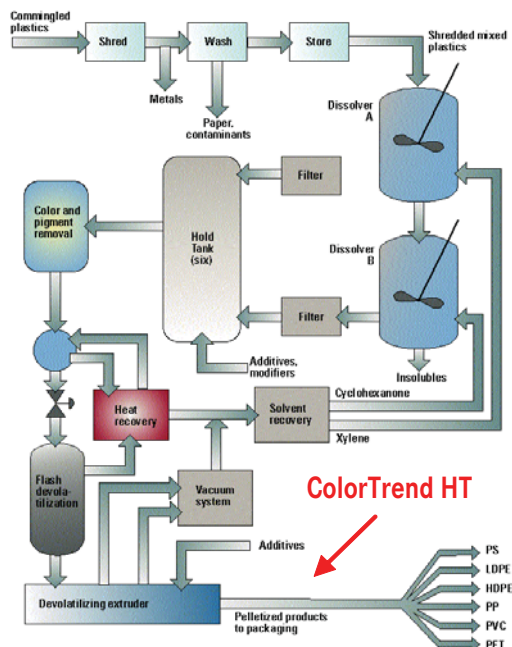 Commingled
plastics
Shred
Wash
Store
Shredded mixed
plastics
Metals
Paper.
contaminants
Dissolver
A
Filter
Color and
pigment
removal
Hold
Tank
(six)
Dissolver
B
Filter
Additives,
modifiers
Insolubles
Cyclohexanone
Heat
recovery
Solvent
recovery
Xylene
Flash
devola-
tilization
Vacuum
system
ColorTrend HT
Additives
Devolatilizing extruder
Pelletized products
to packaging
PS
LDPE
HDPE
PP
PVC
PET